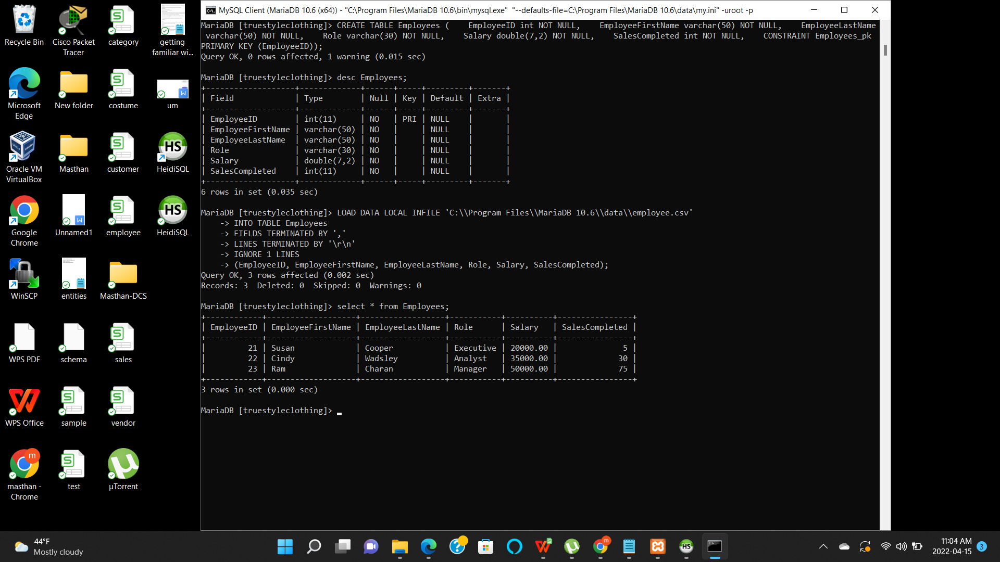 Recycle Bin
Cisco Packet
Tracer
category
getting
familiar wi...
Microsoft
Edge
New folder
costume
um
Oracle VM
VirtualBox
Masthan
customer
HeidiSQL
Google
Chrome
Unnamed1
employee
HeidiSQL
WinSCP
entities
Masthan-DCS
WPS PDF
schema
sales
WPS Office
sample
vendor
masthan -
Chrome
test
µTorrent
MySQL Client (MariaDB 10.6 (x64)) - "C:\Program Files\MariaDB 10.6\bin\mysql.exe"  "--defaults-file=C:\Program Files\MariaDB 10.6\data\my.ini" -uroot -p
MariaDB [truestyleclothing]> CREATE TABLE Employees (    EmployeeID int NOT NULL,    EmployeeFirstName varchar(50) NOT NULL,    EmployeeLastName
 varchar(50) NOT NULL,    Role varchar(30) NOT NULL,    Salary double(7,2) NOT NULL,    SalesCompleted int NOT NULL,    CONSTRAINT Employees_pk
PRIMARY KEY (EmployeeID));
Query OK, 0 rows affected, 1 warning (0.015 sec)
MariaDB [truestyleclothing]> desc Employees;
+-------------------+-------------+------+-----+---------+-------+
| Field             | Type        | Null | Key | Default | Extra |
+-------------------+-------------+------+-----+---------+-------+
| EmployeeID        | int(11)     | NO   | PRI | NULL    |       |
| EmployeeFirstName | varchar(50) | NO   |     | NULL    |       |
| EmployeeLastName  | varchar(50) | NO   |     | NULL    |       |
| Role              | varchar(30) | NO   |     | NULL    |       |
| Salary            | double(7,2) | NO   |     | NULL    |       |
| SalesCompleted    | int(11)     | NO   |     | NULL    |       |
+-------------------+-------------+------+-----+---------+-------+
6 rows in set (0.035 sec)
MariaDB [truestyleclothing]> LOAD DATA LOCAL INFILE 'C:\\Program Files\\MariaDB 10.6\\data\\employee.csv'
    -> INTO TABLE Employees
    -> FIELDS TERMINATED BY ','
    -> LINES TERMINATED BY '\r\n'
    -> IGNORE 1 LINES
    -> (EmployeeID, EmployeeFirstName, EmployeeLastName, Role, Salary, SalesCompleted);
Query OK, 3 rows affected (0.002 sec)
Records: 3  Deleted: 0  Skipped: 0  Warnings: 0
MariaDB [truestyleclothing]> select * from Employees;
+------------+-------------------+------------------+-----------+----------+----------------+
| EmployeeID | EmployeeFirstName | EmployeeLastName | Role      | Salary   | SalesCompleted |
+------------+-------------------+------------------+-----------+----------+----------------+
|         21 | Susan             | Cooper           | Executive | 20000.00 |              5 |
|         22 | Cindy             | Wadsley          | Analyst   | 35000.00 |             30 |
|         23 | Ram               | Charan           | Manager   | 50000.00 |             75 |
+------------+-------------------+------------------+-----------+----------+----------------+
3 rows in set (0.000 sec)
MariaDB [truestyleclothing]>
44°F
Mostly cloudy
11:04 AM
2022-04-15
3